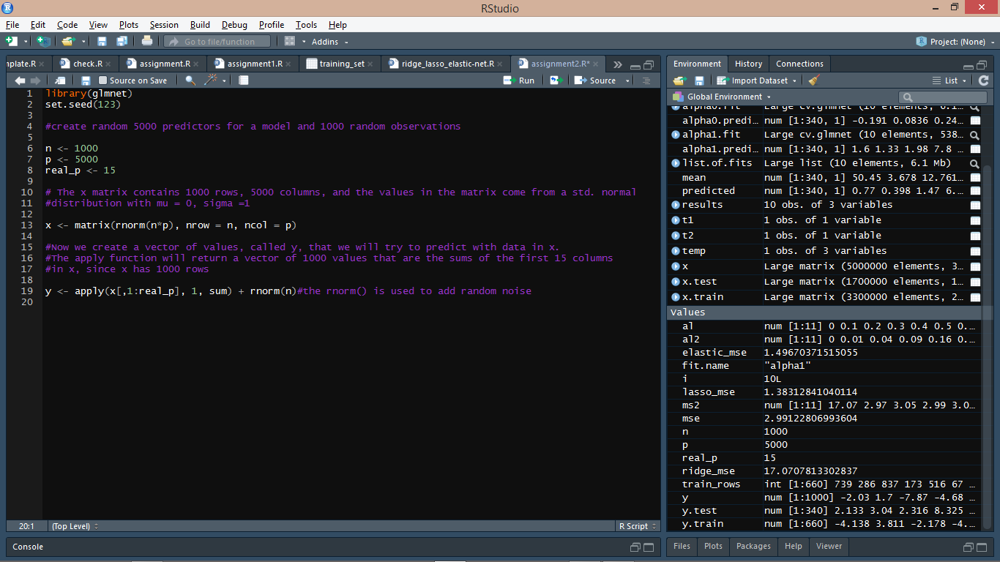 RStudio
File Edit Code View Plots Session Build Debug Profile Tools Help
Go to file/function Addins Project: (None)
nplate.R check.R assignment.R assignment1.R training_set ridge_lasso_elastic-net.R assignment2.R*
Source on Save Run Source
1 library(glmnet)
2 set.seed(123)
3
4 #create random 5000 predictors for a model and 1000 random observations
5
6 n <- 1000
7 p <- 5000
8 real_p <- 15
9
10 # The x matrix contains 1000 rows, 5000 columns, and the values in the matrix come from a std. normal
11 #distribution with mu = 0, sigma =1
12
13 x <- matrix(rnorm(n*p), nrow = n, ncol = p)
14
15 #Now we create a vector of values, called y, that we will try to predict with data in x.
16 #The apply function will return a vector of 1000 values that are the sums of the first 15 columns
17 #in x, since x has 1000 rows
18
19 y <- apply(x[,1:real_p], 1, sum) + rnorm(n)#the rnorm() is used to add random noise
20
20:1 (Top Level) R Script
Console
Environment History Connections
Import Dataset List
Global Environment
alpha0.fit Large cv.glmnet (10 elements, 6.1...
alpha0.predi... num [1:340, 1] -0.191 0.0836 0.24...
alpha1.fit Large cv.glmnet (10 elements, 538...
alpha1.predi... num [1:340, 1] 1.6 1.33 1.98 7.8 ...
list.of.fits Large list (10 elements, 6.1 Mb)
mean num [1:340, 1] 50.45 3.678 12.761...
predicted num [1:340, 1] 0.77 0.398 1.47 6....
results 10 obs. of 3 variables
t1 1 obs. of 1 variable
t2 1 obs. of 1 variable
temp 1 obs. of 3 variables
x Large matrix (5000000 elements, 3...
x.test Large matrix (1700000 elements, 1...
x.train Large matrix (3300000 elements, 2...
Values
al num [1:11] 0 0.1 0.2 0.3 0.4 0.5 0....
al2 num [1:11] 0 0.01 0.04 0.09 0.16 0....
elastic_mse 1.49670371515055
fit.name "alpha1"
i 10L
lasso_mse 1.38312841040114
ms2 num [1:11] 17.07 2.97 3.05 2.99 3.0...
mse 2.99122806993604
n 1000
p 5000
real_p 15
ridge_mse 17.0707813302837
train_rows int [1:660] 739 286 837 173 516 67 ...
y num [1:1000] -2.03 1.7 -7.87 -4.68 ...
y.test num [1:340] 2.133 3.04 2.316 8.325 ...
y.train num [1:660] -4.138 3.811 -2.178 -4....
Files Plots Packages Help Viewer